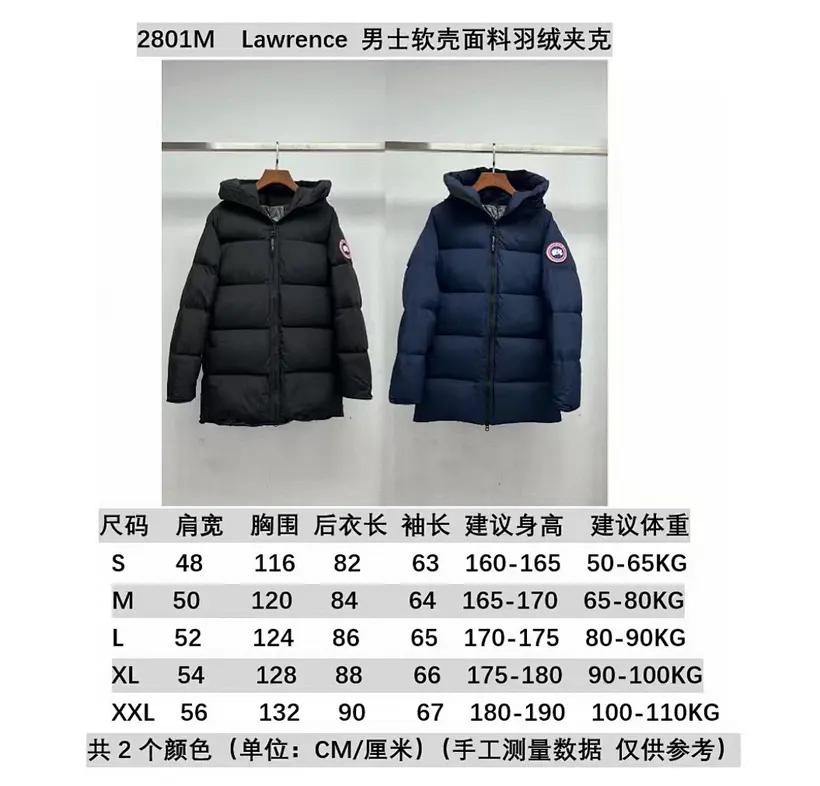 2801M Lawrence 男士软壳面料羽绒夹克
尺码 肩宽 胸围 后衣长 袖长 建议身高 建议体重
S 48 116 82 63 160-165 50-65KG
M 50 120 84 64 165-170 65-80KG
L 52 124 86 65 170-175 80-90KG
XL 54 128 88 66 175-180 90-100KG
XXL 56 132 90 67 180-190 100-110KG
共 2 个颜色（单位：CM/厘米）（手工测量数据 仅供参考）